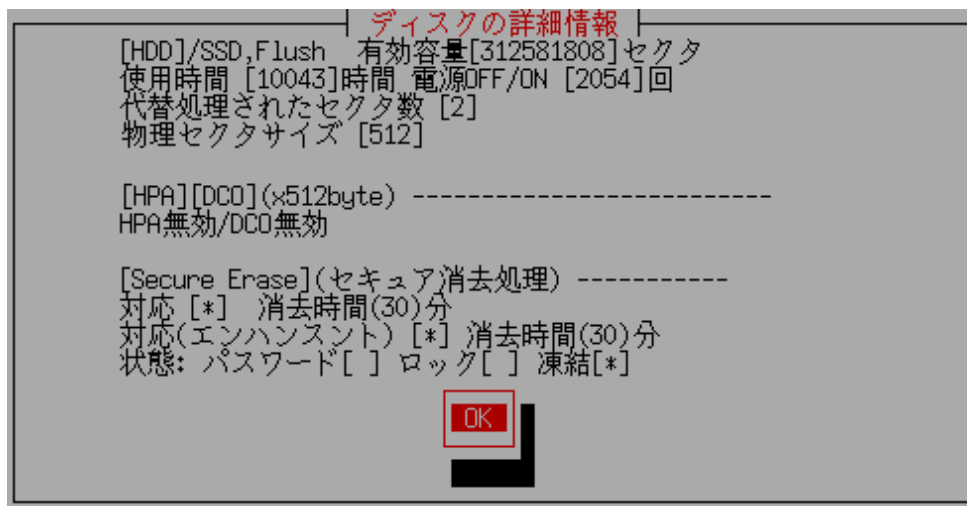 ディスクの詳細情報
[HDD]/SSD,Flush 有効容量[312581808]セクタ
使用時間 [10043]時間 電源OFF/ON [2054]回
代替処理されたセクタ数 [2]
物理セクタサイズ [512]
[HPA][DCO](x512byte) --------------------------
HPA無効/DCO無効
[Secure Erase](セキュア消去処理) -----------
対応 [*] 消去時間(30)分
対応(エンハンスント) [*] 消去時間(30)分
状態: パスワード[ ] ロック[ ] 凍結[*]
OK